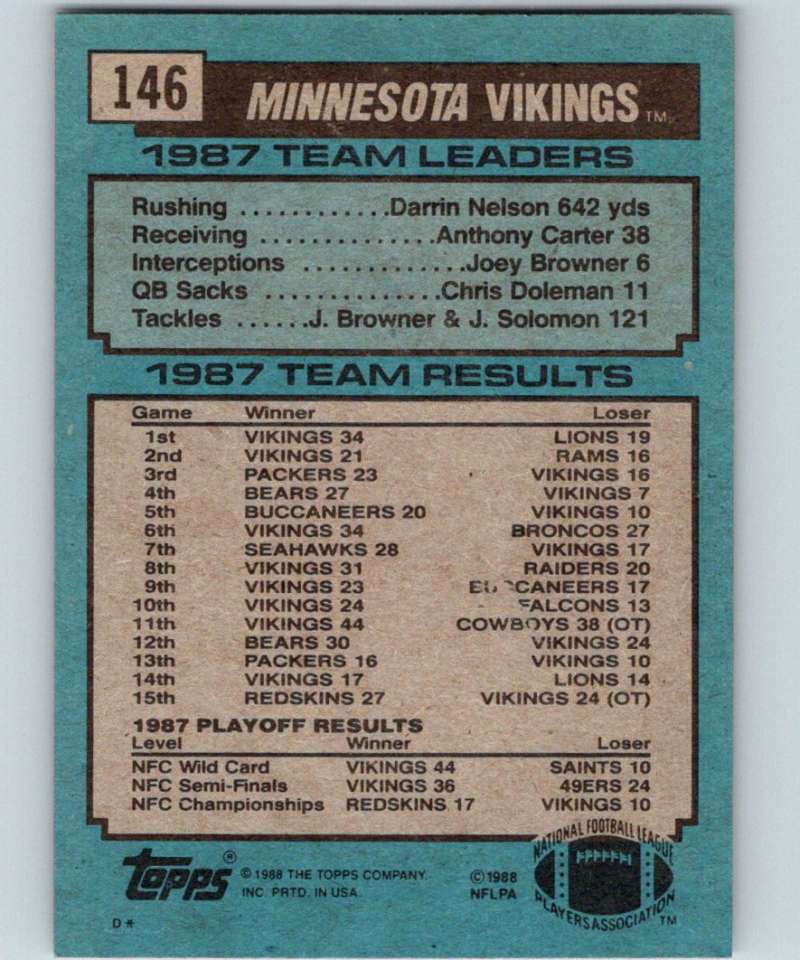 146
MINNESOTA VIKINGS™
1987 TEAM LEADERS
Rushing ............Darrin Nelson 642 yds
Receiving ..............Anthony Carter 38
Interceptions .............Joey Browner 6
QB Sacks ..............Chris Doleman 11
Tackles ......J. Browner & J. Solomon 121
1987 TEAM RESULTS
Game Winner Loser
1st VIKINGS 34 LIONS 19
2nd VIKINGS 21 RAMS 16
3rd PACKERS 23 VIKINGS 16
4th BEARS 27 VIKINGS 7
5th BUCCANEERS 20 VIKINGS 10
6th VIKINGS 34 BRONCOS 27
7th SEAHAWKS 28 VIKINGS 17
8th VIKINGS 31 RAIDERS 20
9th VIKINGS 23 BUCCANEERS 17
10th VIKINGS 24 FALCONS 13
11th VIKINGS 44 COWBOYS 38 (OT)
12th BEARS 30 VIKINGS 24
13th PACKERS 16 VIKINGS 10
14th VIKINGS 17 LIONS 14
15th REDSKINS 27 VIKINGS 24 (OT)
1987 PLAYOFF RESULTS
Level Winner Loser
NFC Wild Card VIKINGS 44 SAINTS 10
NFC Semi-Finals VIKINGS 36 49ERS 24
NFC Championships REDSKINS 17 VIKINGS 10
topps®
© 1988 THE TOPPS COMPANY.
INC. PRTD. IN USA.
© 1988
NFLPA
NATIONAL FOOTBALL LEAGUE
PLAYERS ASSOCIATION
TM
D*